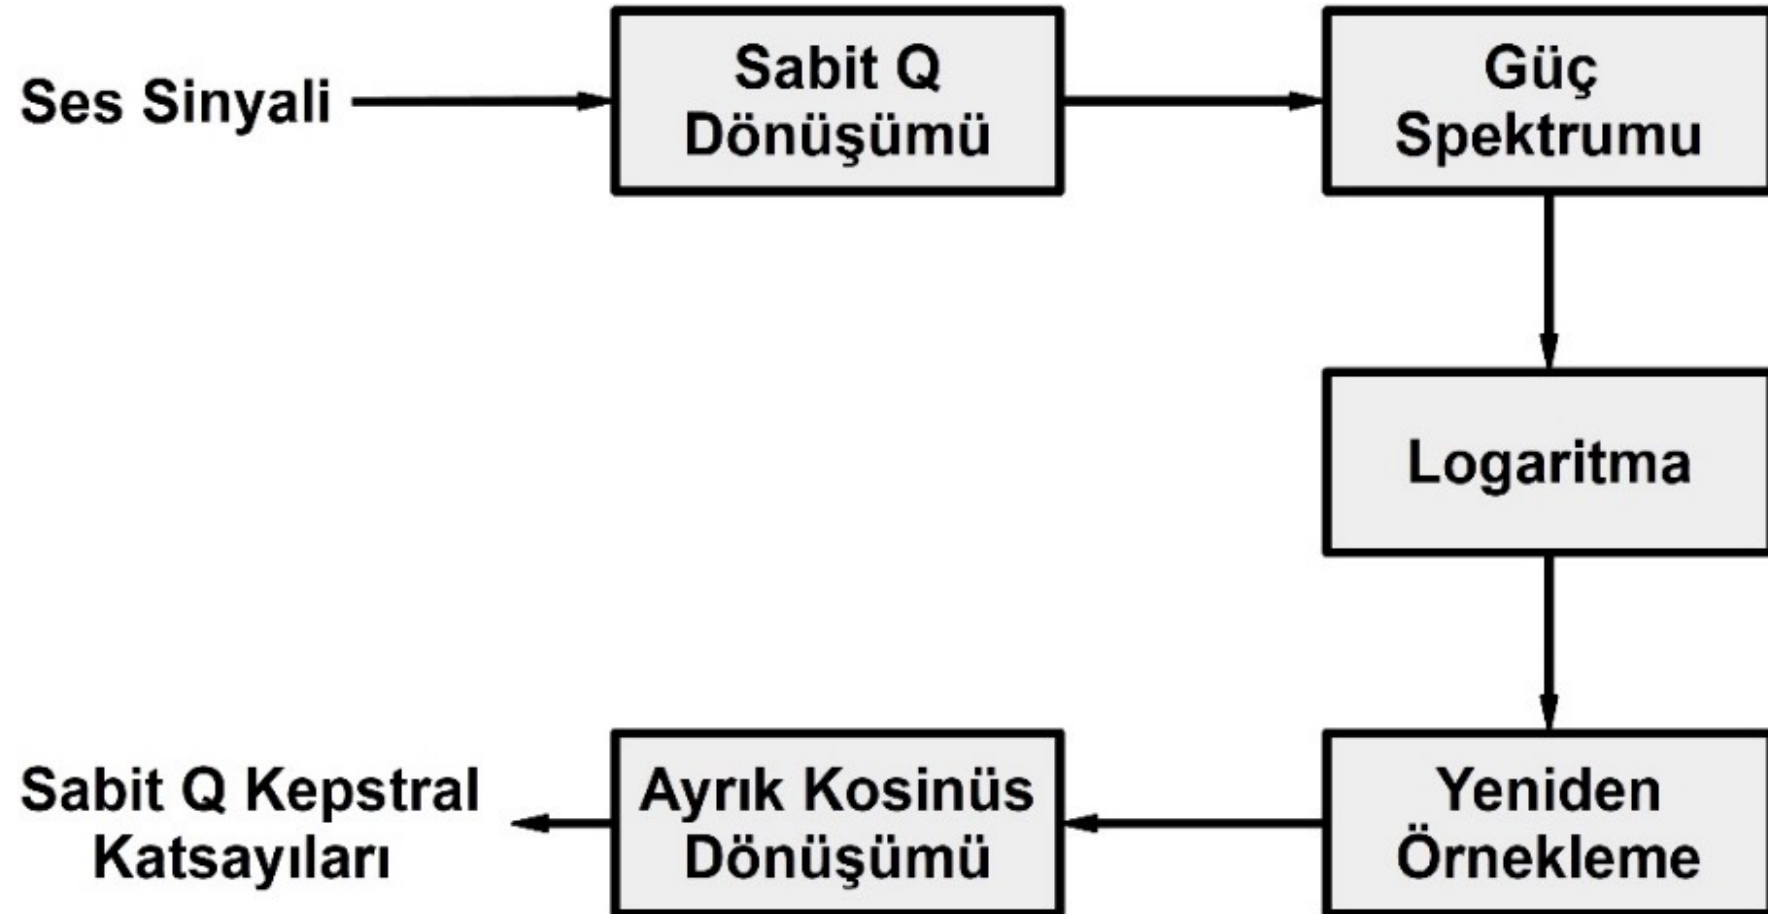 Ses Sinyali
Sabit Q
Dönüşümü
Güç
Spektrumu
Logaritma
Yeniden
Örnekleme
Ayrık Kosinüs
Dönüşümü
Sabit Q Kepstral
Katsayıları